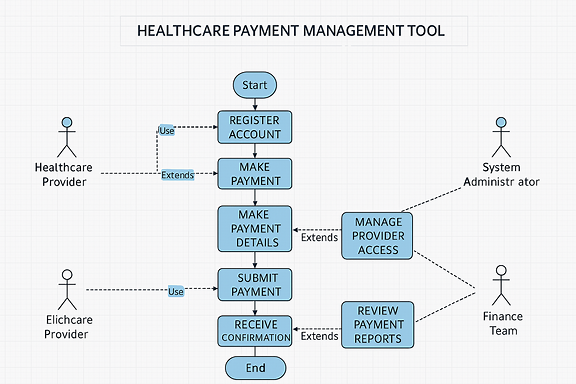 HEALTHCARE PAYMENT MANAGEMENT TOOL
Start
REGISTER
ACCOUNT
Use
Healthcare
Provider
Extends
MAKE
PAYMENT
System
Administr ator
MAKE
PAYMENT
DETAILS
Extends
MANAGE
PROVIDER
ACCESS
Elichcare
Provider
Use
SUBMIT
PAYMENT
Finance
Team
RECEIVE
CONFIRMATION
Extends
REVIEW
PAYMENT
REPORTS
End